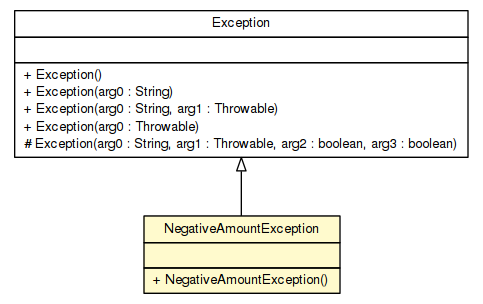 Exception
+ Exception()
+ Exception(arg0 : String)
+ Exception(arg0 : String, arg1 : Throwable)
+ Exception(arg0 : Throwable)
# Exception(arg0 : String, arg1 : Throwable, arg2 : boolean, arg3 : boolean)
NegativeAmountException
+ NegativeAmountException()